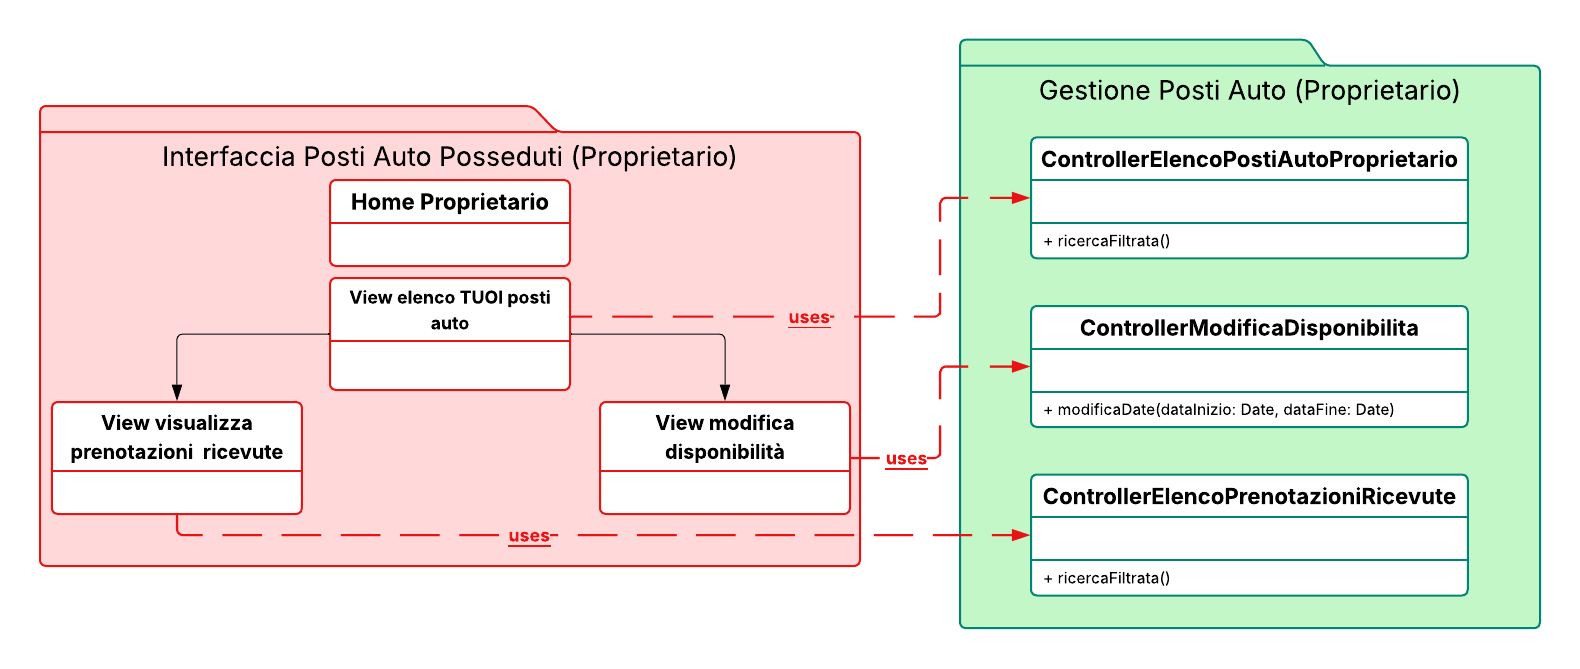 Interfaccia Posti Auto Posseduti (Proprietario)
Home Proprietario
View elenco TUOI posti
auto
View visualizza
prenotazioni  ricevute
View modifica
disponibilità
uses
uses
uses
Gestione Posti Auto (Proprietario)
ControllerElencoPostiAutoProprietario
+ ricercaFiltrata()
ControllerModificaDisponibilita
+ modificaDate(dataInizio: Date, dataFine: Date)
ControllerElencoPrenotazioniRicevute
+ ricercaFiltrata()